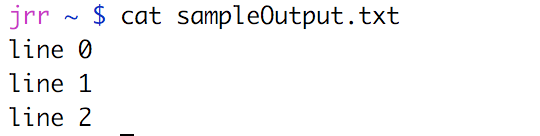 jrr ~ $ cat sampleOutput.txt
line 0
line 1
line 2